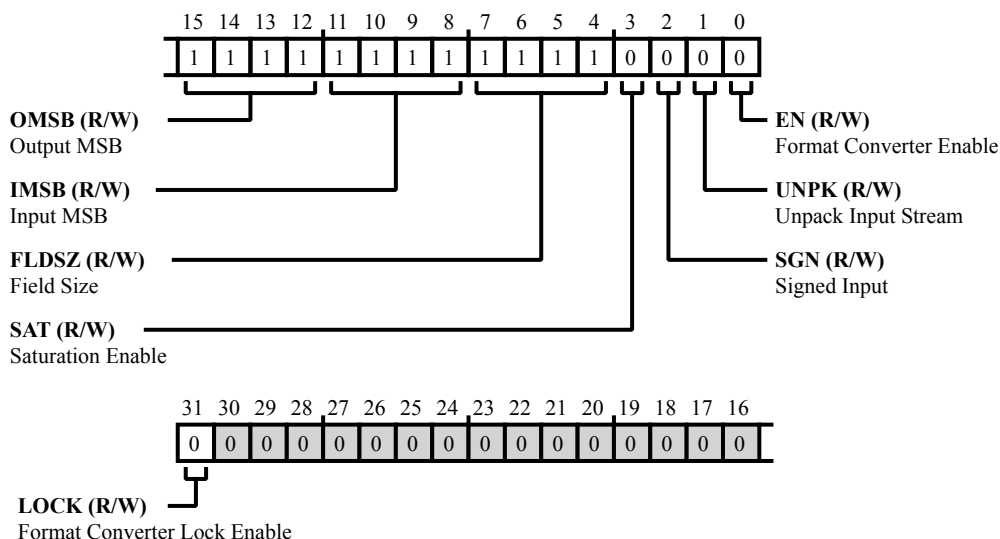 15 14 13 12 11 10 9 8 7 6 5 4 3 2 1 0
1 1 1 1 1 1 1 1 1 1 1 1 0 0 0 0
OMSB (R/W)
Output MSB
IMSB (R/W)
Input MSB
FLDSZ (R/W)
Field Size
SAT (R/W)
Saturation Enable
EN (R/W)
Format Converter Enable
UNPK (R/W)
Unpack Input Stream
SGN (R/W)
Signed Input
31 30 29 28 27 26 25 24 23 22 21 20 19 18 17 16
0 0 0 0 0 0 0 0 0 0 0 0 0 0 0 0
LOCK (R/W)
Format Converter Lock Enable